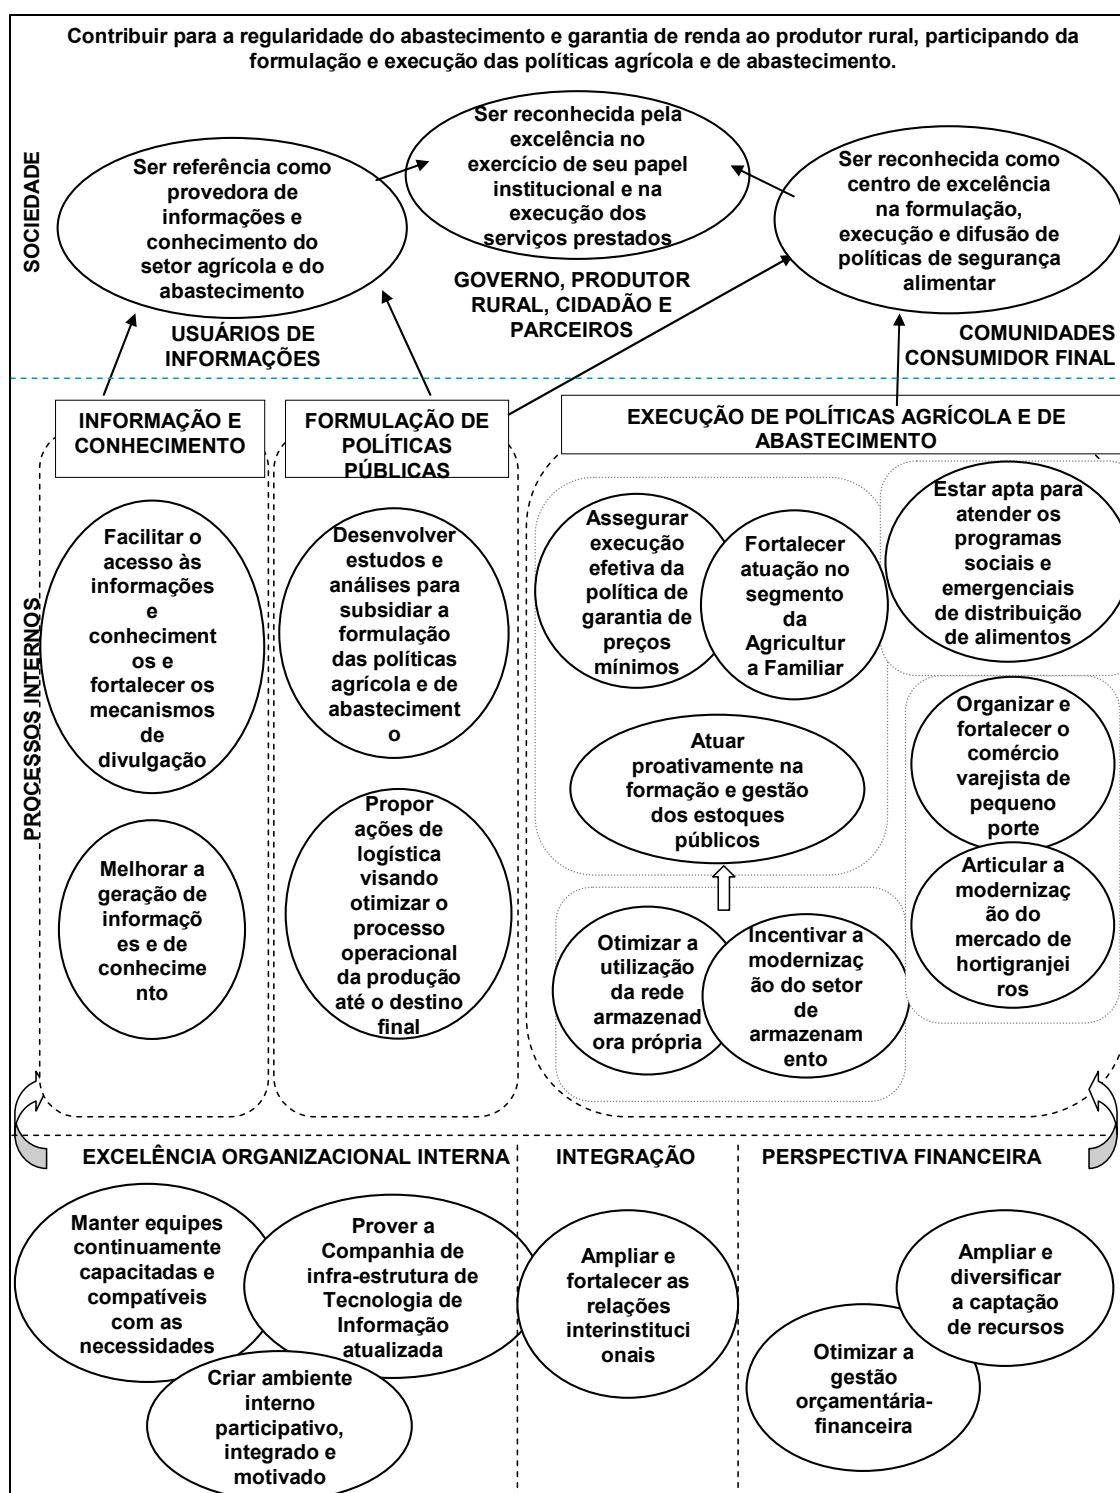 Contribuir para a regularidade do abastecimento e garantia de renda ao produtor rural, participando da
formulação e execução das políticas agrícola e de abastecimento.
SOCIEDADE
Ser referência como
provedora de
informações e
conhecimento do
setor agrícola e do
abastecimento
USUÁRIOS DE
INFORMAÇÕES
Ser reconhecida pela
excelência no
exercício de seu papel
institucional e na
execução dos
serviços prestados
GOVERNO, PRODUTOR
RURAL, CIDADÃO E
PARCEIROS
Ser reconhecida como
centro de excelência
na formulação,
execução e difusão de
políticas de segurança
alimentar
COMUNIDADES
CONSUMIDOR FINAL
PROCESSOS INTERNOS
INFORMAÇÃO E
CONHECIMENTO
Facilitar o
acesso às
informações
e
conheciment
os e
fortalecer os
mecanismos
de
divulgação
Melhorar a
geração de
informaçõ
es e de
conhecime
nto
FORMULAÇÃO DE
POLÍTICAS
PÚBLICAS
Desenvolver
estudos e
análises para
subsidiar a
formulação
das políticas
agrícola e de
abasteciment
o
Propor
ações de
logística
visando
otimizar o
processo
operacional
da produção
até o destino
final
EXECUÇÃO DE POLÍTICAS AGRÍCOLA E DE
ABASTECIMENTO
Assegurar
execução
efetiva da
política de
garantia de
preços
mínimos
Fortalecer
atuação no
segmento
da
Agricultur
a Familiar
Atuar
proativamente na
formação e gestão
dos estoques
públicos
Otimizar a
utilização
da rede
armazenad
ora própria
Incentivar a
modernizaç
ão do setor
de
armazenam
ento
Estar apta para
atender os
programas
sociais e
emergenciais
de distribuição
de alimentos
Organizar e
fortalecer o
comércio
varejista de
pequeno
porte
Articular a
modernizaç
ão do
mercado de
hortigranjei
ros
EXCELÊNCIA ORGANIZACIONAL INTERNA
Manter equipes
continuamente
capacitadas e
compatíveis
com as
necessidades
Prover a
Companhia de
infra-estrutura de
Tecnologia de
Informação
atualizada
Criar ambiente
interno
participativo,
integrado e
motivado
INTEGRAÇÃO
Ampliar e
fortalecer as
relações
interinstituci
onais
PERSPECTIVA FINANCEIRA
Ampliar e
diversificar
a captação
de recursos
Otimizar a
gestão
orçamentária-
financeira